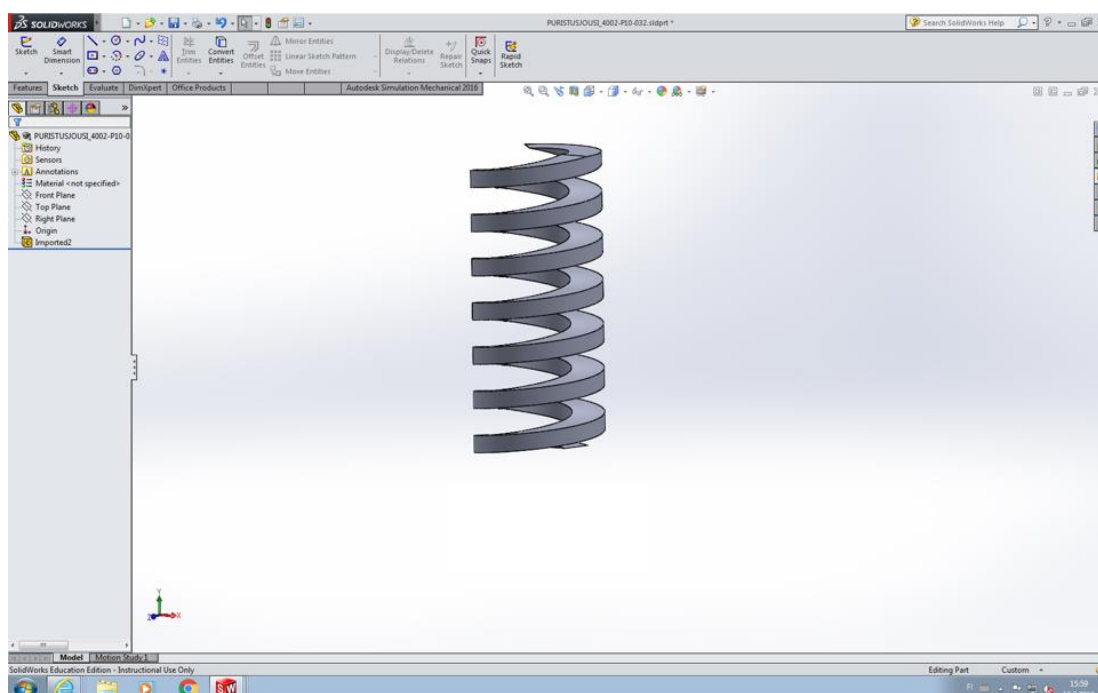 SOLIDWORKS
PURISTUSJOUSI_4002-P10-032.sldprt *
Search SolidWorks Help
Sketch
Smart Dimension
Trim Entities
Convert Entities
Offset Entities
Mirror Entities
Linear Sketch Pattern
Move Entities
Display/Delete Relations
Repair Sketch
Quick Snaps
Rapid Sketch
Features
Sketch
Evaluate
DimXpert
Office Products
Autodesk Simulation Mechanical 2016
PURISTUSJOUSI_4002-P10-0
History
Sensors
Annotations
Material <not specified>
Front Plane
Top Plane
Right Plane
Origin
Imported2
Y
Z
X
Model
Motion Study 1
SolidWorks Education Edition - Instructional Use Only
Editing Part
Custom
FI
15:59